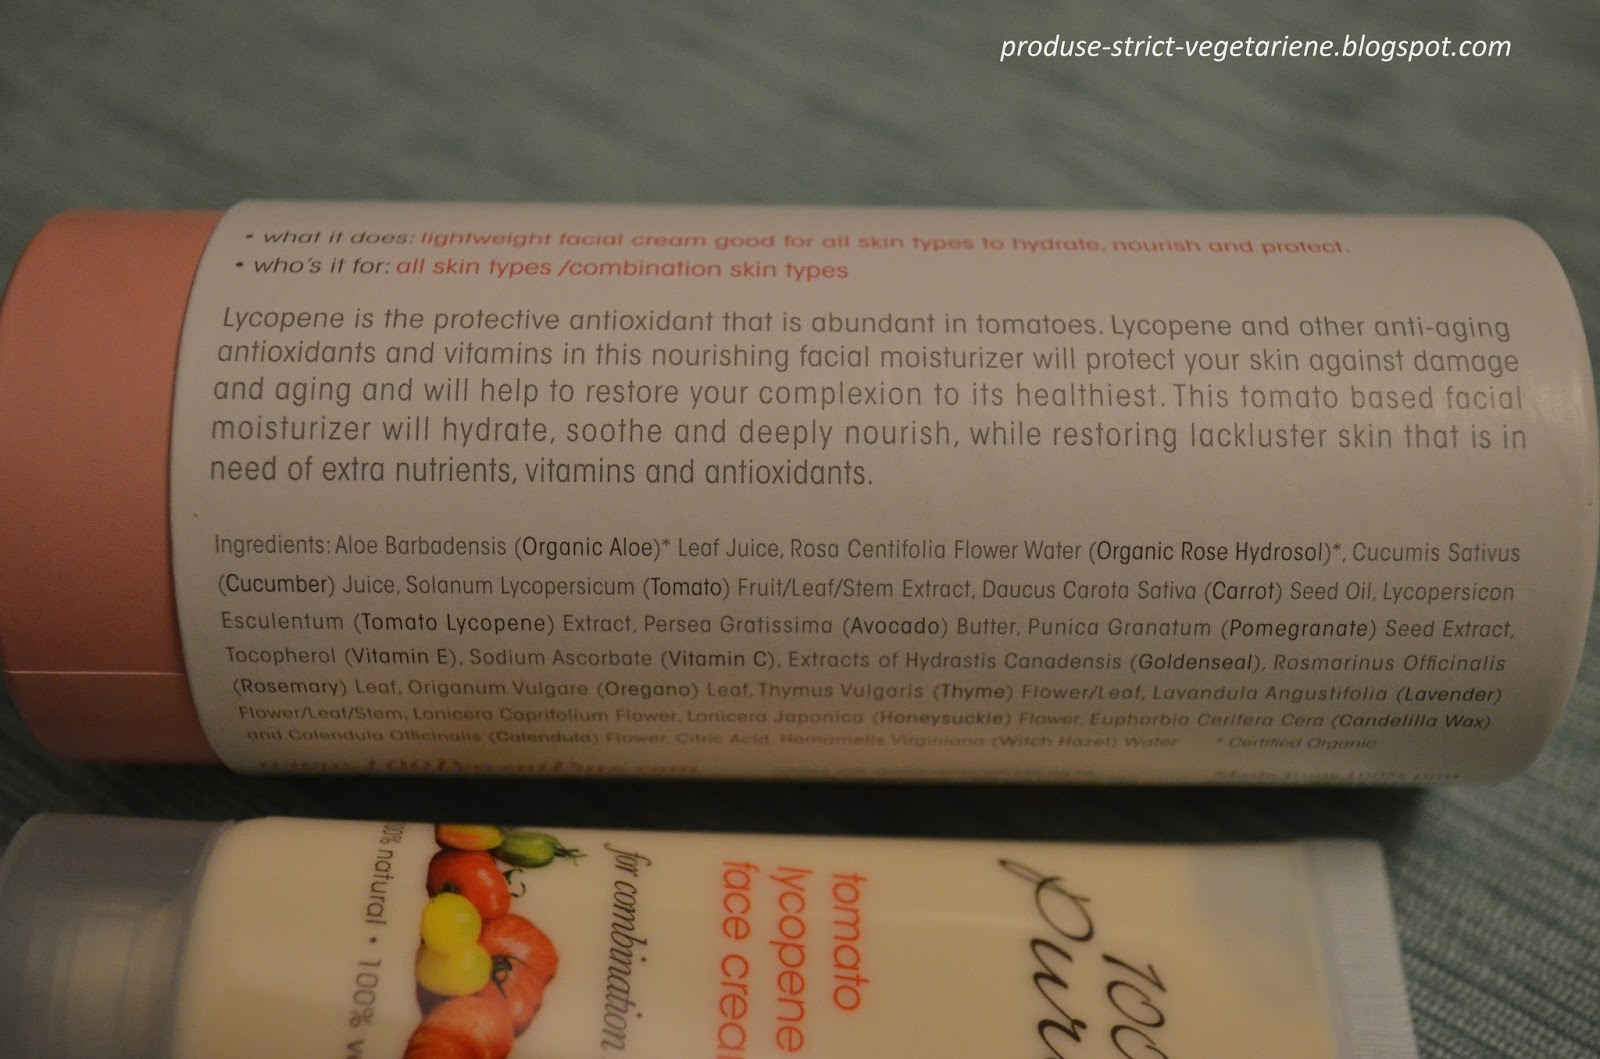 produse-strict-vegetariene.blogspot.com
• what it does: lightweight facial cream good for all skin types to hydrate, nourish and protect.
• who's it for: all skin types /combination skin types
Lycopene is the protective antioxidant that is abundant in tomatoes. Lycopene and other anti-aging
antioxidants and vitamins in this nourishing facial moisturizer will protect your skin against damage
and aging and will help to restore your complexion to its healthiest. This tomato based facial
moisturizer will hydrate, soothe and deeply nourish, while restoring lackluster skin that is in
need of extra nutrients, vitamins and antioxidants.
Ingredients: Aloe Barbadensis (Organic Aloe)* Leaf Juice, Rosa Centifolia Flower Water (Organic Rose Hydrosol)*, Cucumis Sativus
(Cucumber) Juice, Solanum Lycopersicum (Tomato) Fruit/Leaf/Stem Extract, Daucus Carota Sativa (Carrot) Seed Oil, Lycopersicon
Esculentum (Tomato Lycopene) Extract, Persea Gratissima (Avocado) Butter, Punica Granatum (Pomegranate) Seed Extract,
Tocopherol (Vitamin E), Sodium Ascorbate (Vitamin C), Extracts of Hydrastis Canadensis (Goldenseal), Rosmarinus Officinalis
(Rosemary) Leaf, Origanum Vulgare (Oregano) Leaf, Thymus Vulgaris (Thyme) Flower/Leaf, Lavandula Angustifolia (Lavender)
Flower/Leaf/Stem, Lonicera Caprifolium Flower, Lonicera Japonica (Honeysuckle) Flower, Euphorbia Cerifera Cera (Candelilla Wax)
and Calendula Officinalis (Calendula) Flower, Citric Acid, Hamamelis Virginiana (Witch Hazel) Water * Certified Organic
100
Pur
tomato
lycopene
face crea
for combination
100% natural • 100% v